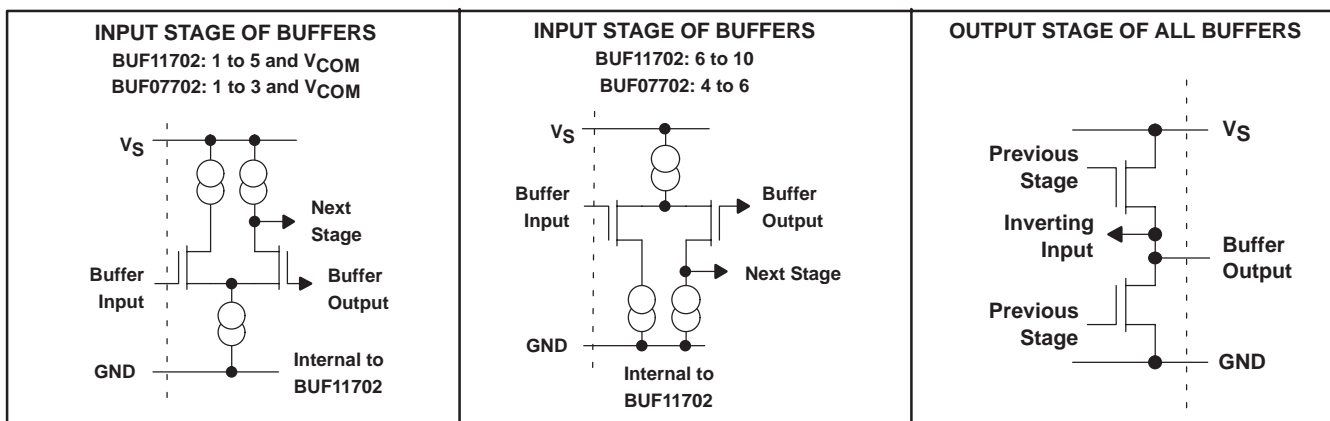 INPUT STAGE OF BUFFERS
BUF11702: 1 to 5 and VCOM
BUF07702: 1 to 3 and VCOM
VS
Next
Stage
Buffer
Input
Buffer
Output
GND
Internal to
BUF11702
INPUT STAGE OF BUFFERS
BUF11702: 6 to 10
BUF07702: 4 to 6
VS
Buffer
Input
Buffer
Output
Next Stage
GND
Internal to
BUF11702
OUTPUT STAGE OF ALL BUFFERS
VS
Previous
Stage
Inverting
Input
Buffer
Output
Previous
Stage
GND